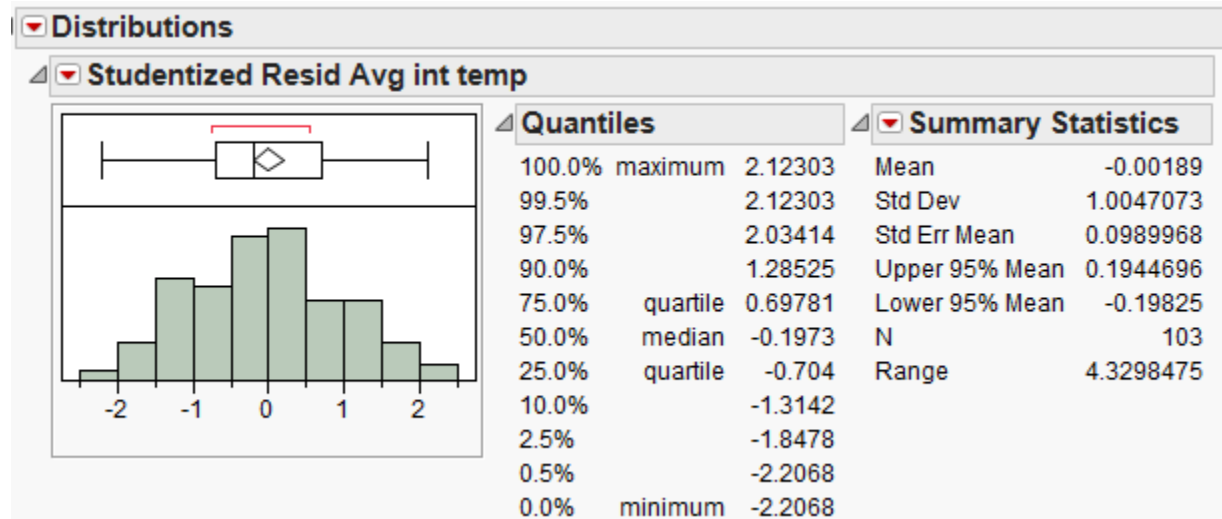 Distributions
Studentized Resid Avg int temp
-2 -1 0 1 2
Quantiles
100.0% maximum 2.12303
99.5% 2.12303
97.5% 2.03414
90.0% 1.28525
75.0% quartile 0.69781
50.0% median -0.1973
25.0% quartile -0.704
10.0% -1.3142
2.5% -1.8478
0.5% -2.2068
0.0% minimum -2.2068
Summary Statistics
Mean -0.00189
Std Dev 1.0047073
Std Err Mean 0.0989968
Upper 95% Mean 0.1944696
Lower 95% Mean -0.19825
N 103
Range 4.3298475